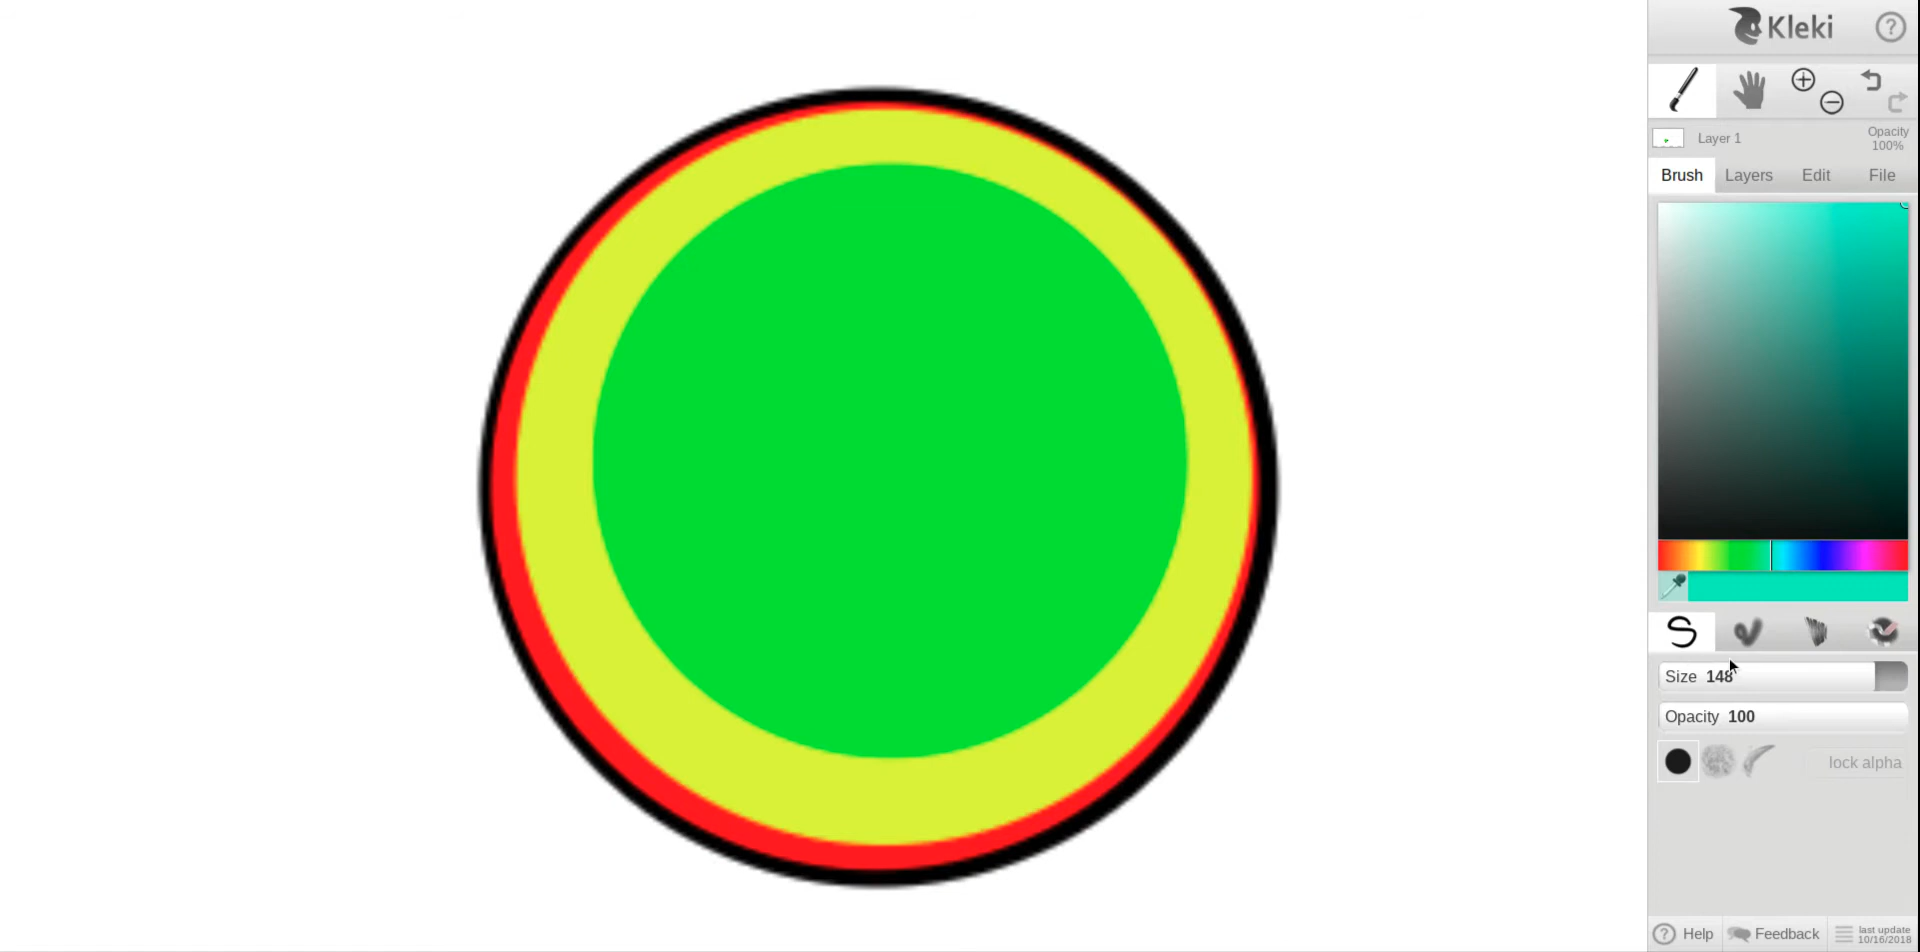 Kleki ?
Layer 1
Opacity
100%
Brush Layers Edit File
Size 148
Opacity 100
lock alpha
? Help Feedback
last update
10/16/2018